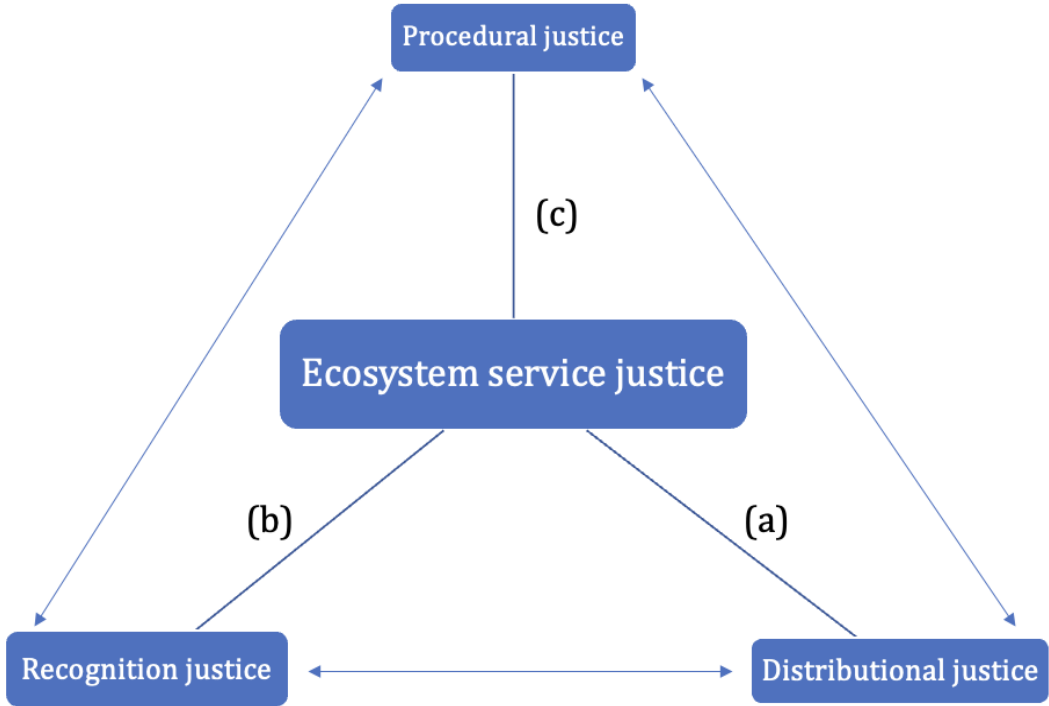 Procedural justice
(c)
Ecosystem service justice
(b)
(a)
Recognition justice
Distributional justice